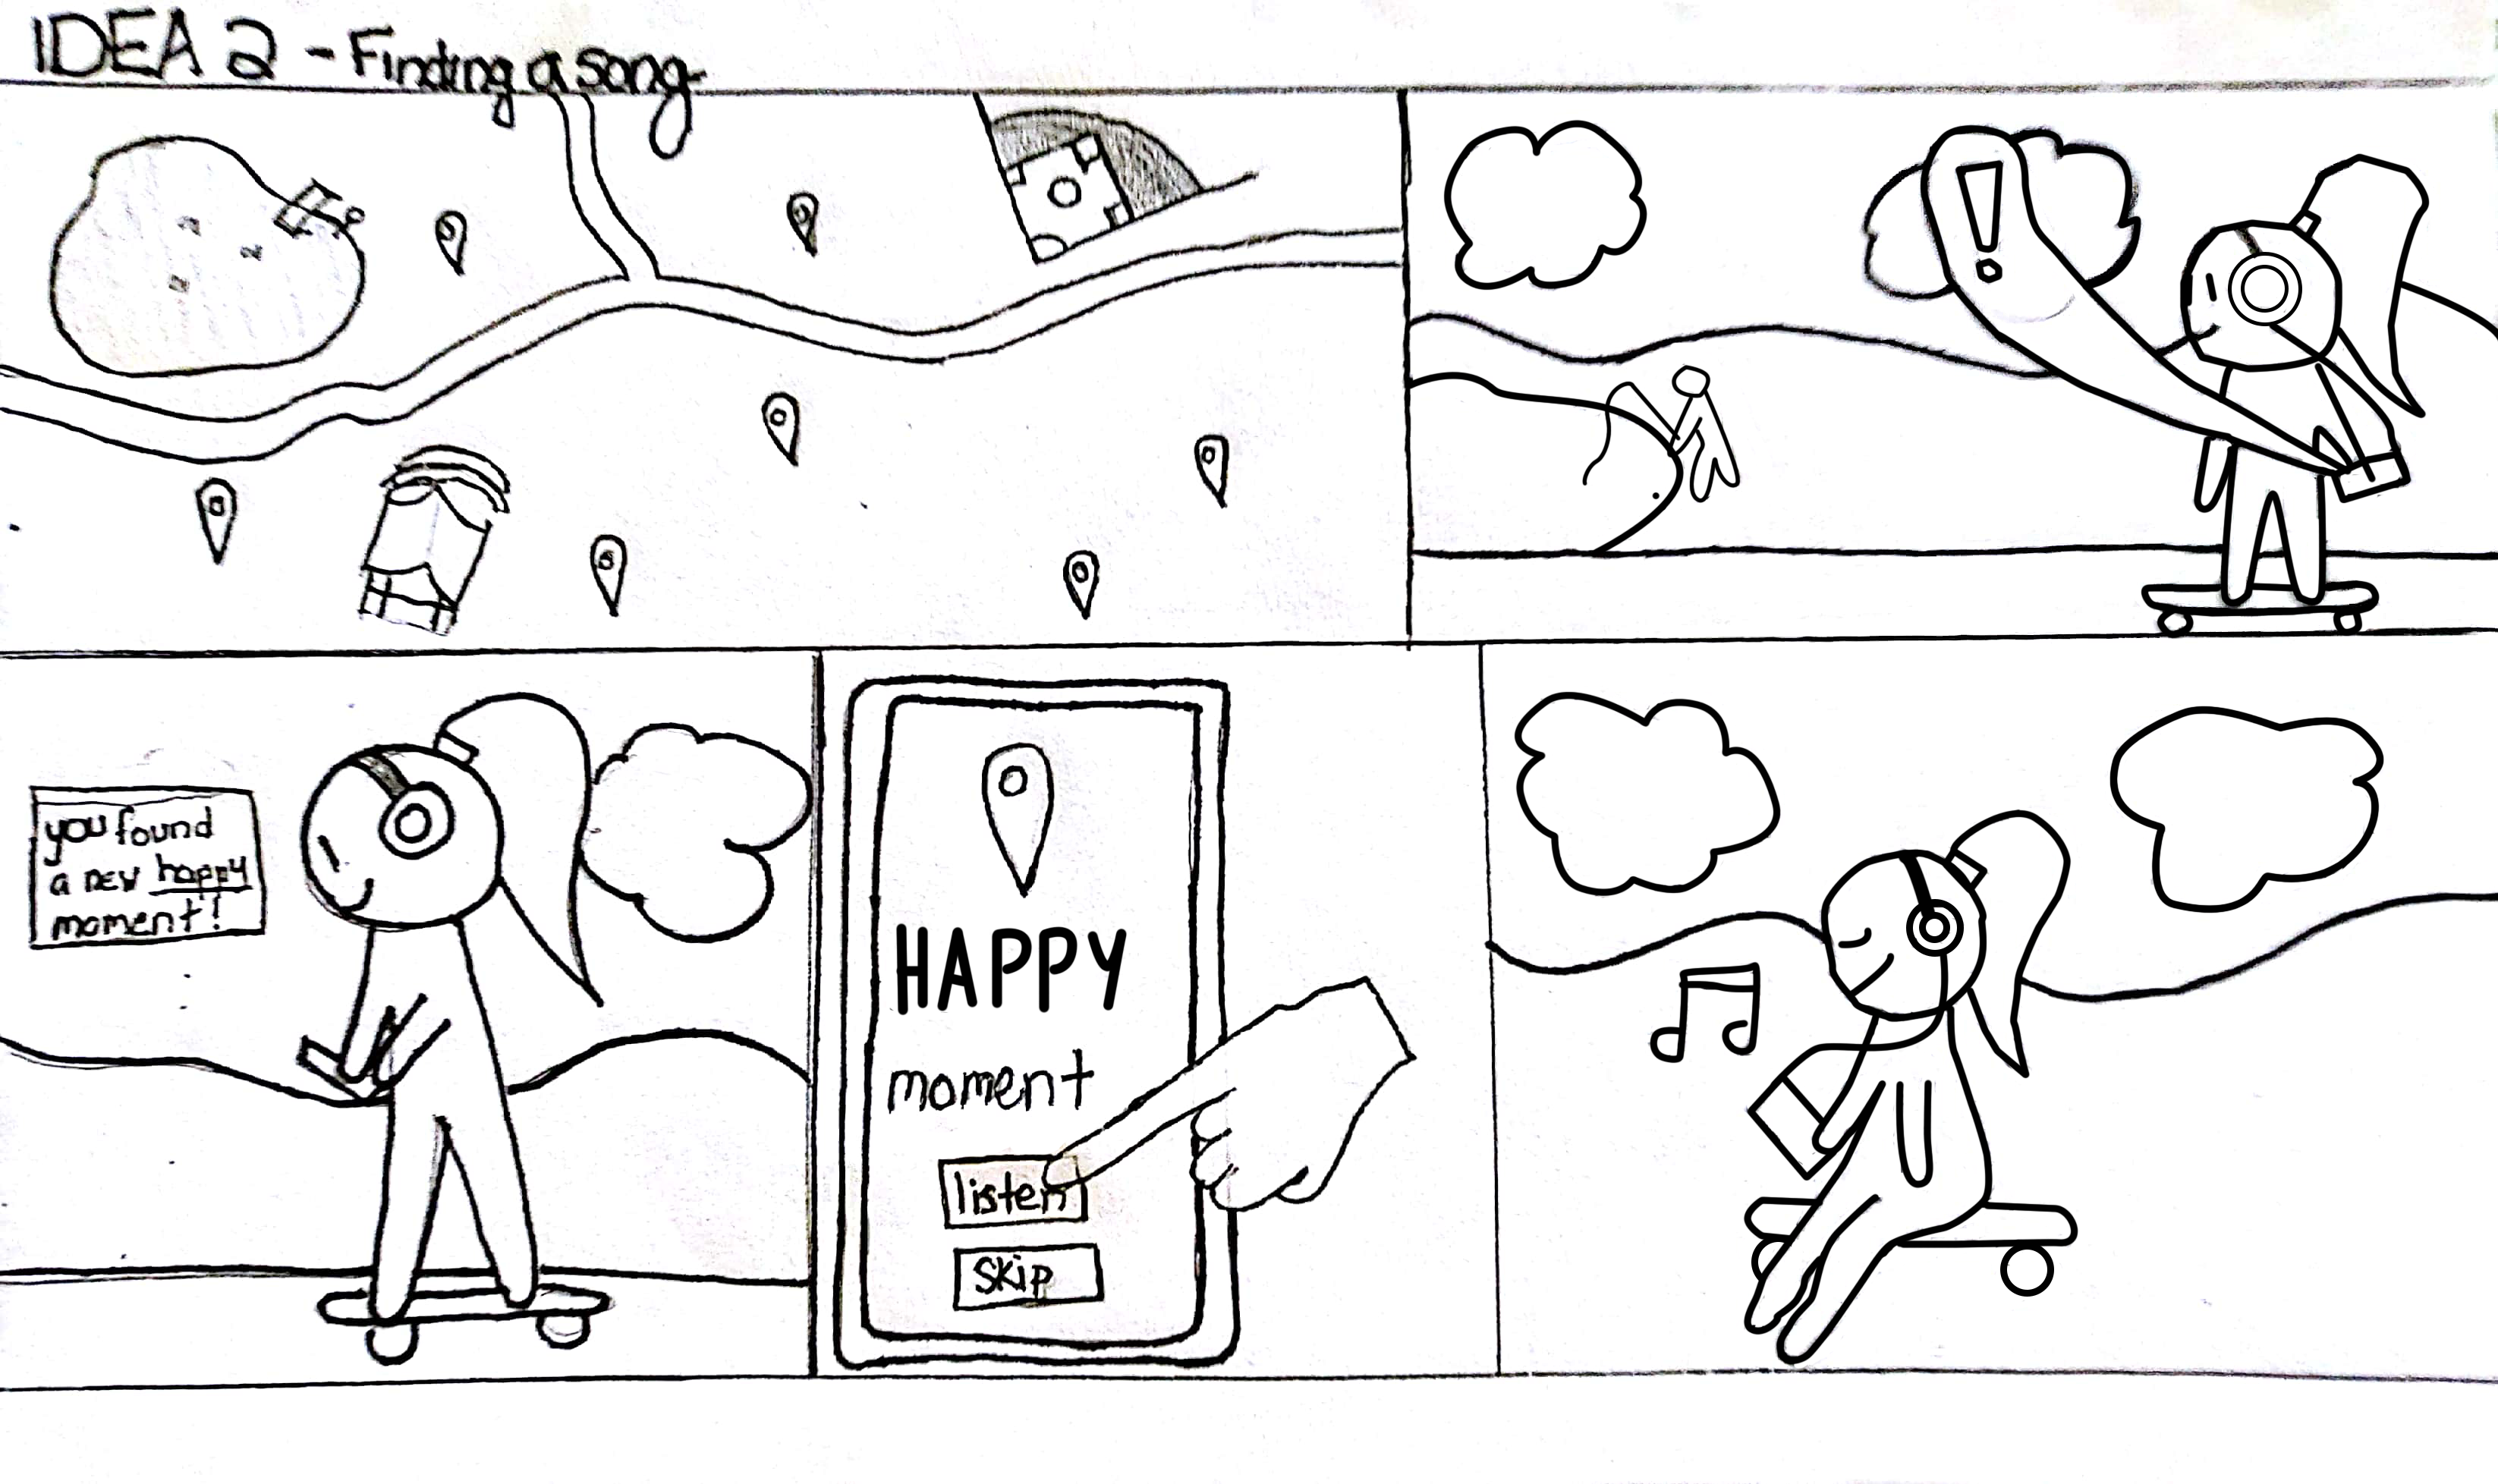 IDEA 2 - Finding a song
!
you found
a new happy
moment!
HAPPY
moment
listen
skip